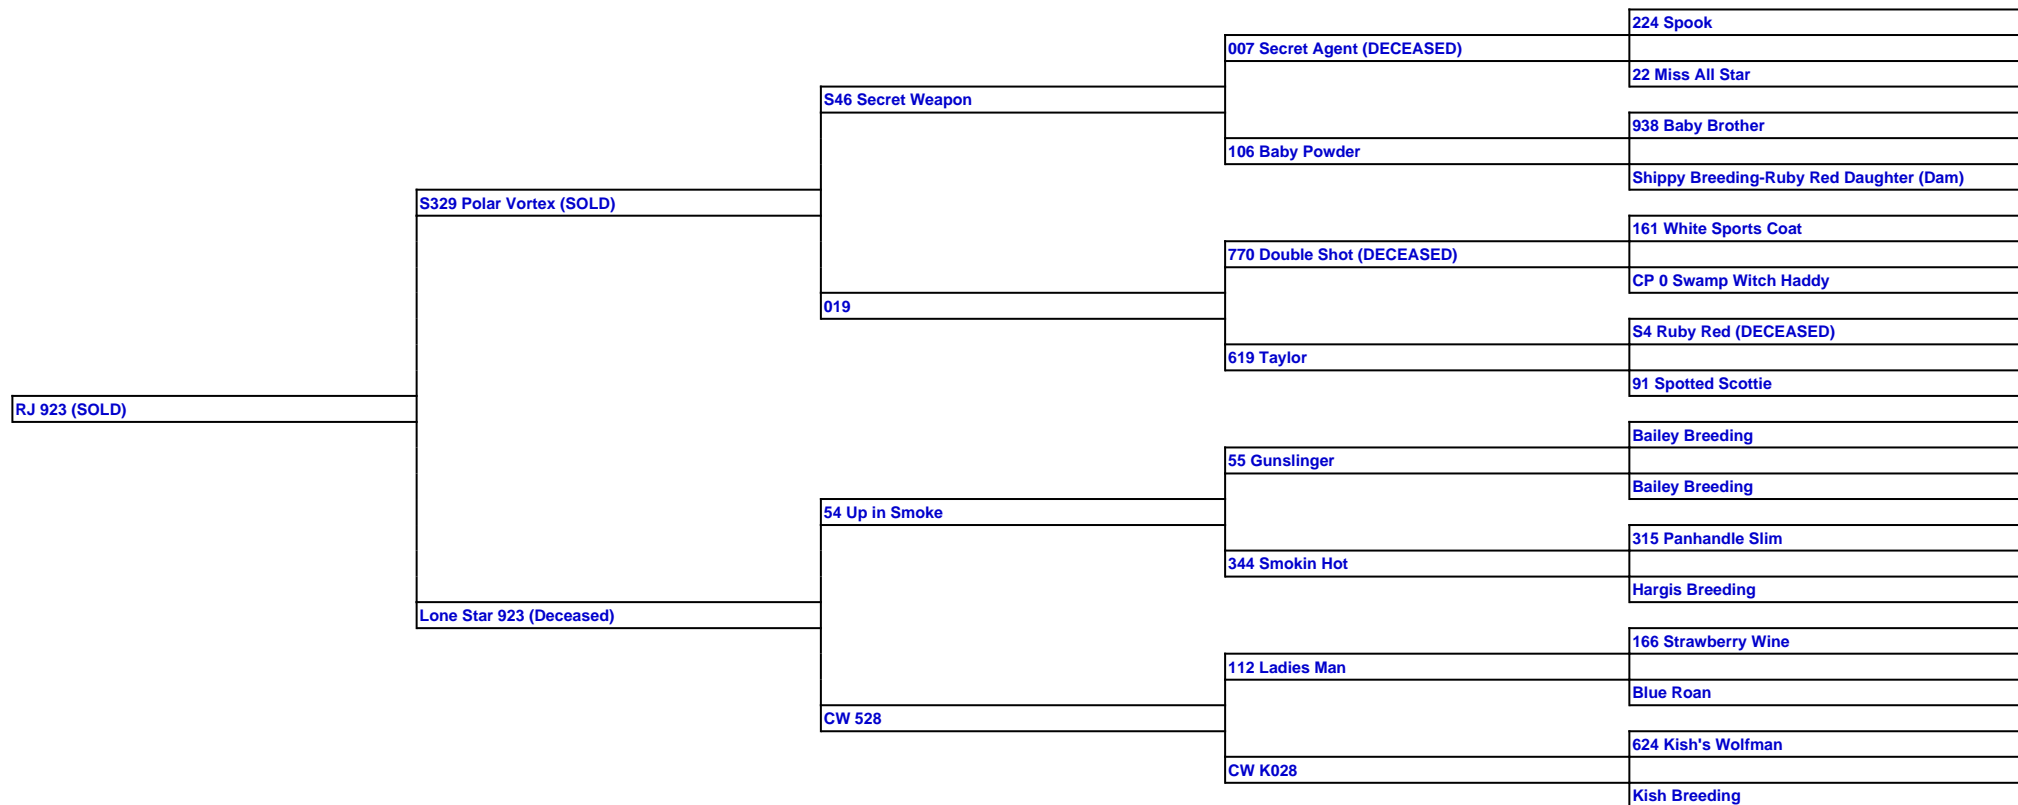 224 Spook
007 Secret Agent (DECEASED)
22 Miss All Star
S46 Secret Weapon
938 Baby Brother
106 Baby Powder
Shippy Breeding-Ruby Red Daughter (Dam)
S329 Polar Vortex (SOLD)
161 White Sports Coat
770 Double Shot (DECEASED)
CP 0 Swamp Witch Haddy
019
S4 Ruby Red (DECEASED)
619 Taylor
91 Spotted Scottie
RJ 923 (SOLD)
Bailey Breeding
55 Gunslinger
Bailey Breeding
54 Up in Smoke
315 Panhandle Slim
344 Smokin Hot
Hargis Breeding
Lone Star 923 (Deceased)
166 Strawberry Wine
112 Ladies Man
Blue Roan
CW 528
624 Kish's Wolfman
CW K028
Kish Breeding